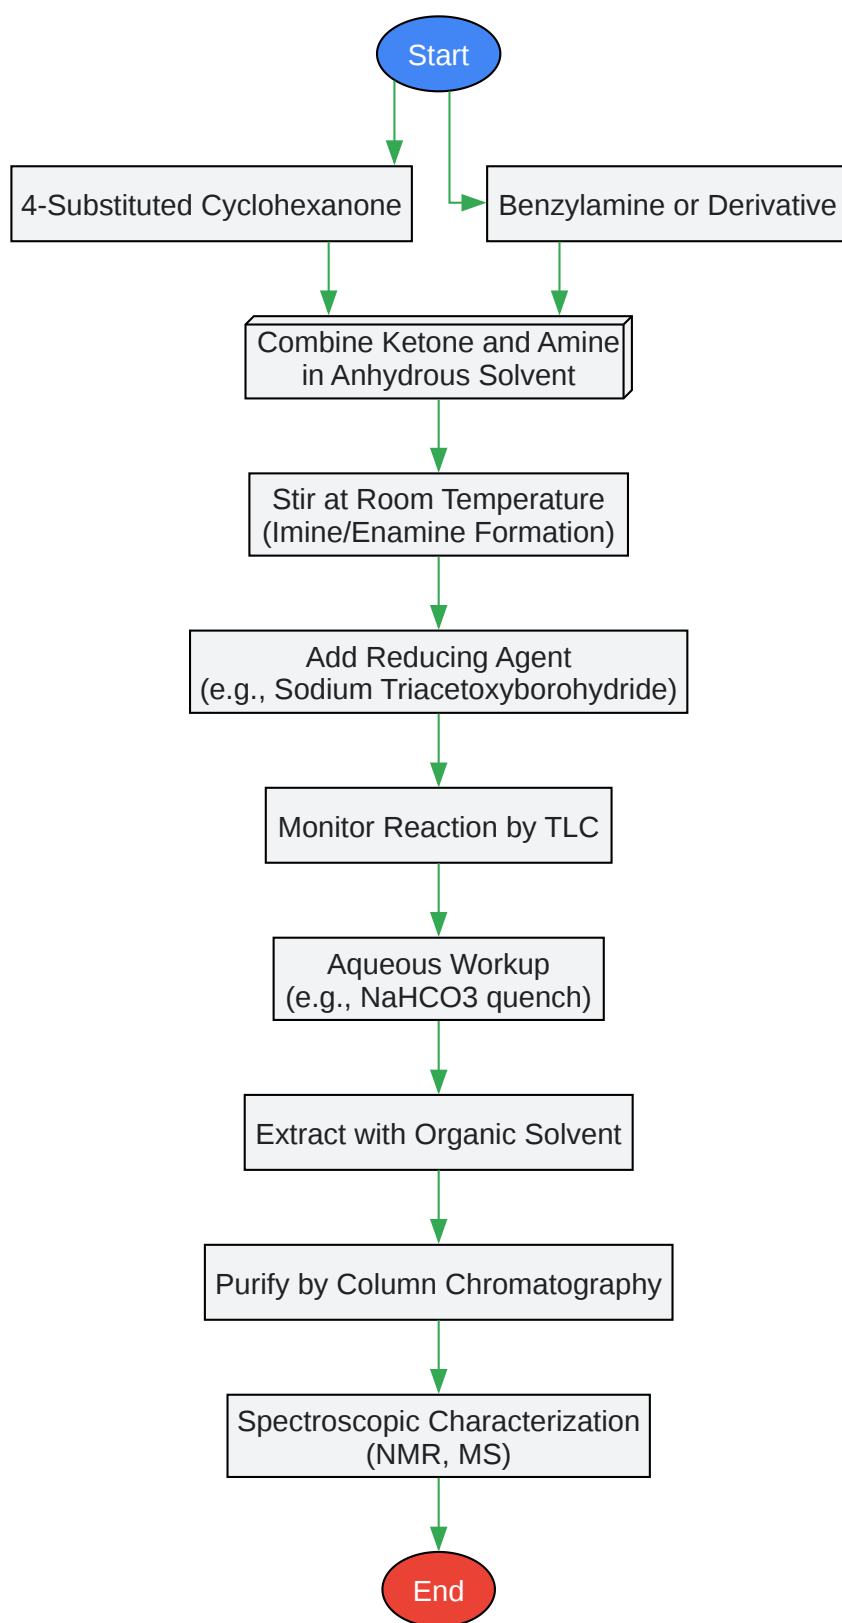 Start
4-Substituted Cyclohexanone
Benzylamine or Derivative
Combine Ketone and Amine
in Anhydrous Solvent
Stir at Room Temperature
(Imine/Enamine Formation)
Add Reducing Agent
(e.g., Sodium Triacetoxyborohydride)
Monitor Reaction by TLC
Aqueous Workup
(e.g., NaHCO3 quench)
Extract with Organic Solvent
Purify by Column Chromatography
Spectroscopic Characterization
(NMR, MS)
End